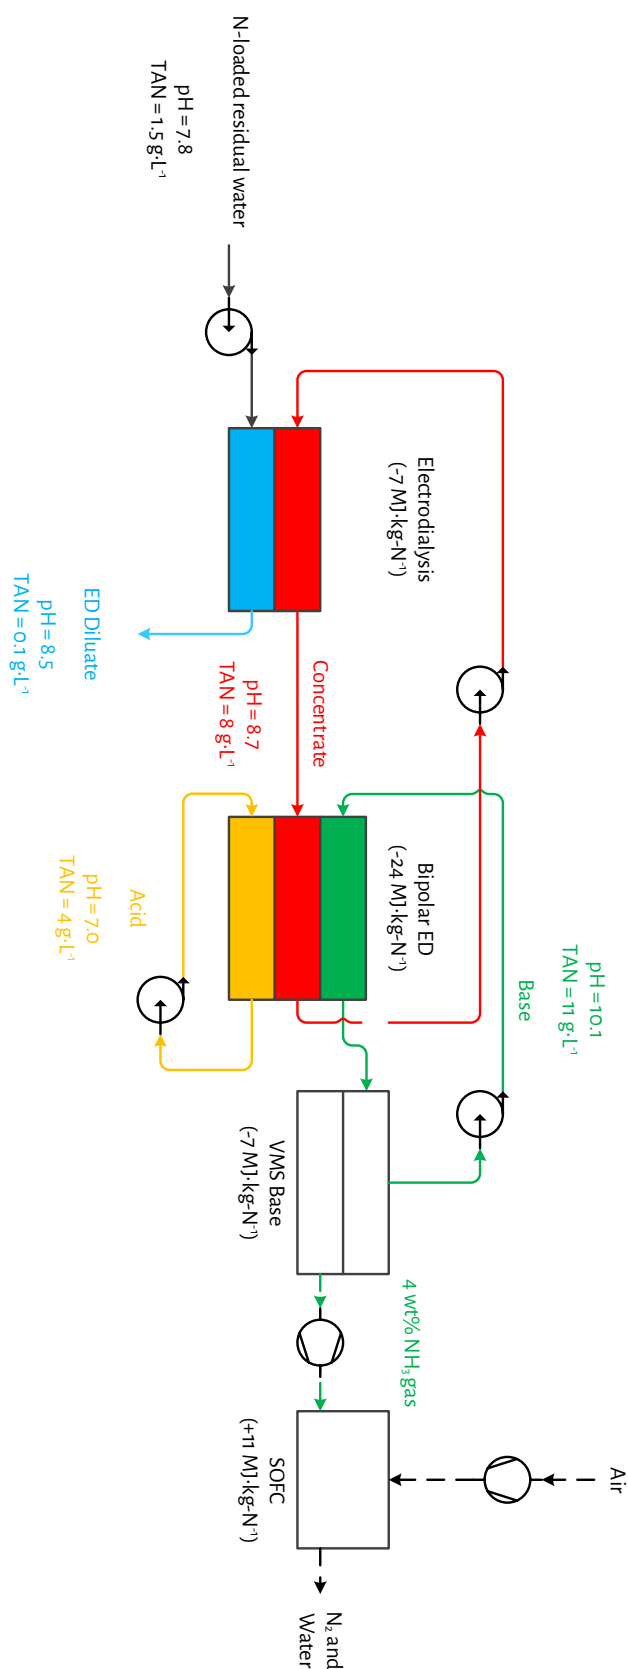 N-loaded residual water
pH = 7.8
TAN = 1.5 g·L⁻¹
Electrodialysis
(-7 MJ·kg-N⁻¹)
ED Diluate
pH = 8.5
TAN = 0.1 g·L⁻¹
Concentrate
pH = 8.7
TAN = 8 g·L⁻¹
Bipolar ED
(-24 MJ·kg-N⁻¹)
Acid
pH = 7.0
TAN = 4 g·L⁻¹
pH = 10.1
TAN = 11 g·L⁻¹
Base
VMS Base
(-7 MJ·kg-N⁻¹)
4 wt% NH₃ gas
SOFC
(+11 MJ·kg-N⁻¹)
Air
N₂ and
Water